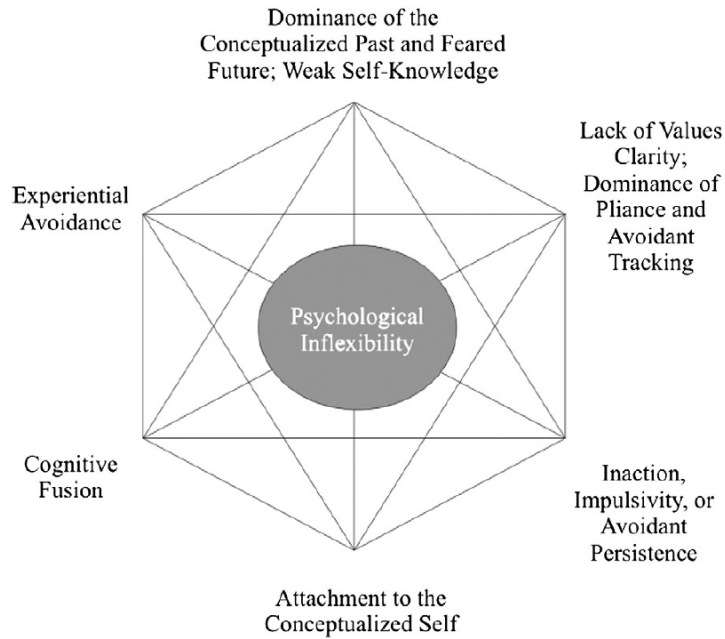 Dominance of the
Conceptualized Past and Feared
Future; Weak Self-Knowledge
Lack of Values
Clarity;
Dominance of
Pliance and
Avoidant
Tracking
Experiential
Avoidance
Psychological
Inflexibility
Cognitive
Fusion
Inaction,
Impulsivity, or
Avoidant
Persistence
Attachment to the
Conceptualized Self